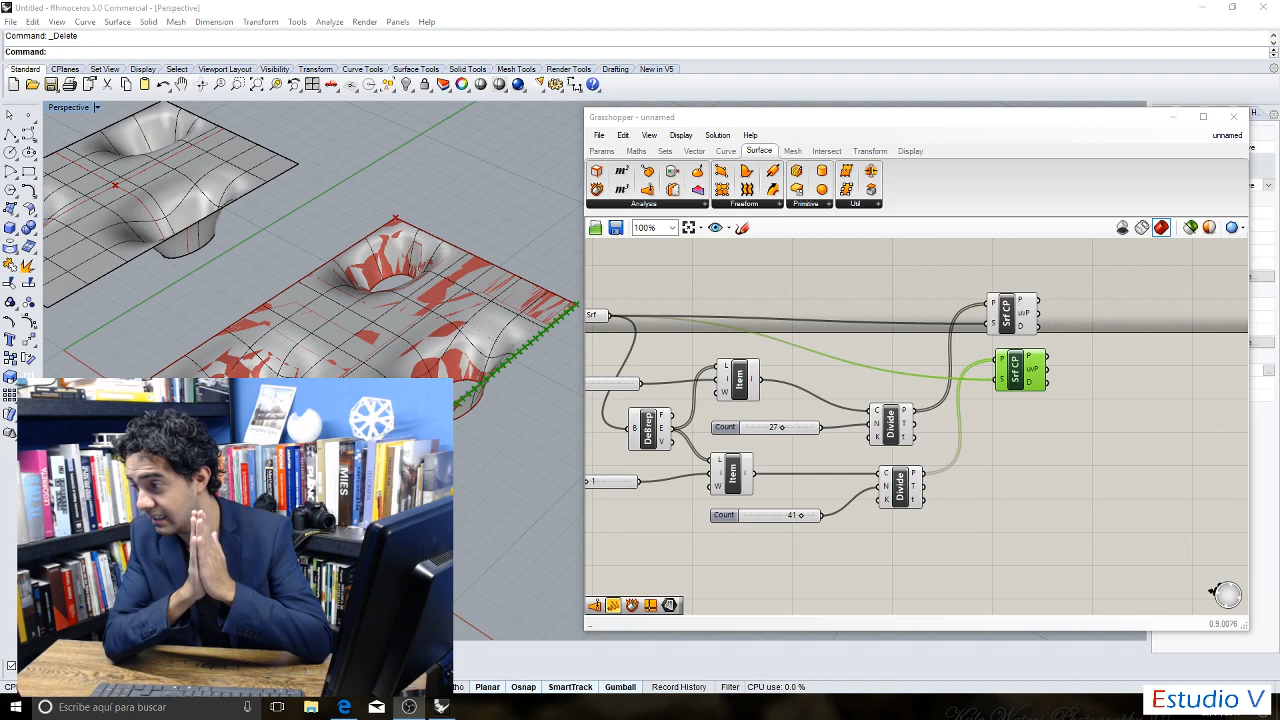 Untitled - Rhinoceros 5.0 Commercial - [Perspective]
File Edit View Curve Surface Solid Mesh Dimension Transform Tools Analyze Render Panels Help
Command: _Delete
Command:
Standard CPlanes Set View Display Select Viewport Layout Visibility Transform Curve Tools Surface Tools Solid Tools Mesh Tools Render Tools Drafting New in V5
Perspective
Grasshopper - unnamed
File Edit View Display Solution Help unnamed
Params Maths Sets Vector Curve Surface Mesh Intersect Transform Display
m² m³
Analysis Freeform Primitive Util
100%
Srf
P S Srf CP P uvP D
P S Srf CP P uvP D
L i W Item i
B DeBrep F E V
Count 27
C N K Divide P T t
1
L i W Item i
C N K Divide P T t
Count 41
0.9.0076
MIES
Planar Osnap SmartTrack Gumball Record History Filter CPU use: 0.0 %
Escribe aquí para buscar
Estudio V